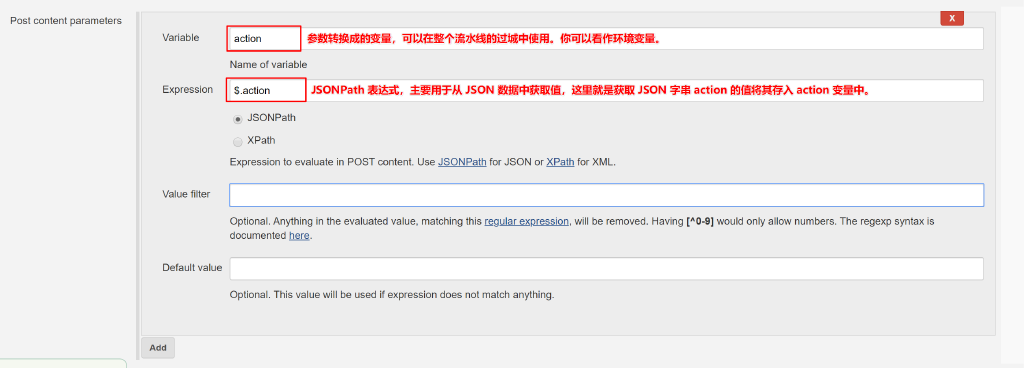 Post content parameters
X
Variable
action
参数转换成的变量，可以在整个流水线的过城中使用。你可以看作环境变量。
Name of variable
Expression
$.action
JSONPath 表达式，主要用于从 JSON 数据中获取值，这里就是获取 JSON 字串 action 的值将其存入 action 变量中。
JSONPath
XPath
Expression to evaluate in POST content. Use JSONPath for JSON or XPath for XML.
Value filter
Optional. Anything in the evaluated value, matching this regular expression, will be removed. Having [^0-9] would only allow numbers. The regexp syntax is
documented here.
Default value
Optional. This value will be used if expression does not match anything.
Add